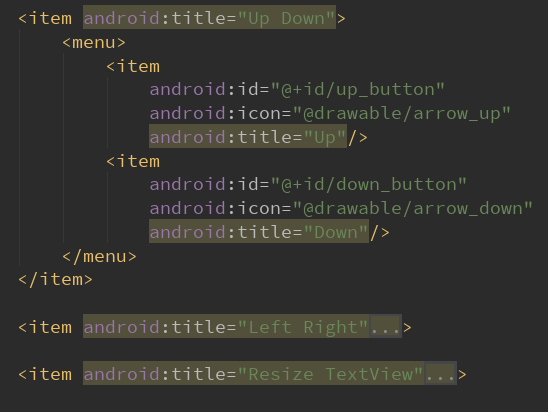 <item android:title="Up Down">
<menu>
<item
android:id="@+id/up_button"
android:icon="@drawable/arrow_up"
android:title="Up"/>
<item
android:id="@+id/down_button"
android:icon="@drawable/arrow_down"
android:title="Down"/>
</menu>
</item>
<item android:title="Left Right"...>
<item android:title="Resize TextView"...>